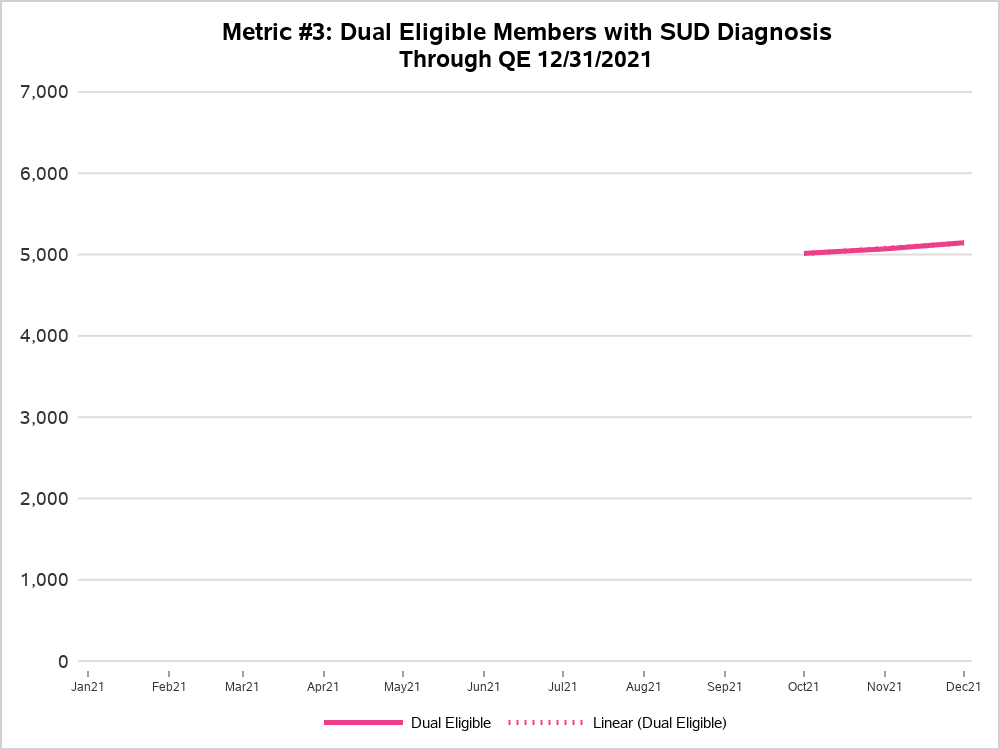 Metric #3: Dual Eligible Members with SUD Diagnosis
Through QE 12/31/2021
7,000
6,000
5,000
4,000
3,000
2,000
1,000
0
Jan21 Feb21 Mar21 Apr21 May21 Jun21 Jul21 Aug21 Sep21 Oct21 Nov21 Dec21
Dual Eligible Linear (Dual Eligible)